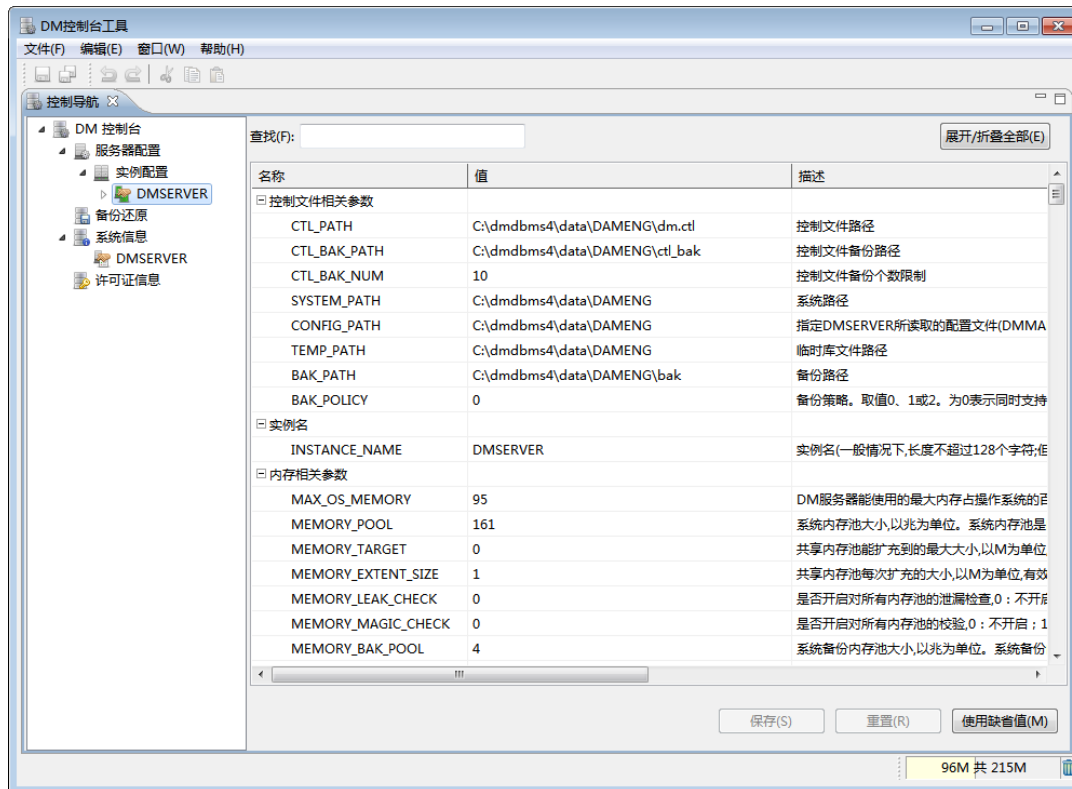 DM控制台工具
文件(F) 编辑(E) 窗口(W) 帮助(H)
控制导航
DM 控制台
服务器配置
实例配置
DMSERVER
备份还原
系统信息
DMSERVER
许可证信息
查找(F):
展开/折叠全部(E)
名称 值 描述
控制文件相关参数
CTL_PATH C:\dmdbms4\data\DAMENG\dm.ctl 控制文件路径
CTL_BAK_PATH C:\dmdbms4\data\DAMENG\ctl_bak 控制文件备份路径
CTL_BAK_NUM 10 控制文件备份个数限制
SYSTEM_PATH C:\dmdbms4\data\DAMENG 系统路径
CONFIG_PATH C:\dmdbms4\data\DAMENG 指定DMSERVER所读取的配置文件(DMMA
TEMP_PATH C:\dmdbms4\data\DAMENG 临时库文件路径
BAK_PATH C:\dmdbms4\data\DAMENG\bak 备份路径
BAK_POLICY 0 备份策略。取值0、1或2。为0表示同时支持
实例名
INSTANCE_NAME DMSERVER 实例名(一般情况下,长度不超过128个字符;但
内存相关参数
MAX_OS_MEMORY 95 DM服务器能使用的最大内存占操作系统的百
MEMORY_POOL 161 系统内存池大小,以兆为单位。系统内存池是
MEMORY_TARGET 0 共享内存池能扩充到的最大大小,以M为单位
MEMORY_EXTENT_SIZE 1 共享内存池每次扩充的大小,以M为单位,有效
MEMORY_LEAK_CHECK 0 是否开启对所有内存池的泄漏检查,0：不开启
MEMORY_MAGIC_CHECK 0 是否开启对所有内存池的校验,0：不开启；1
MEMORY_BAK_POOL 4 系统备份内存池大小,以兆为单位。系统备份
保存(S) 重置(R) 使用缺省值(M)
96M 共 215M